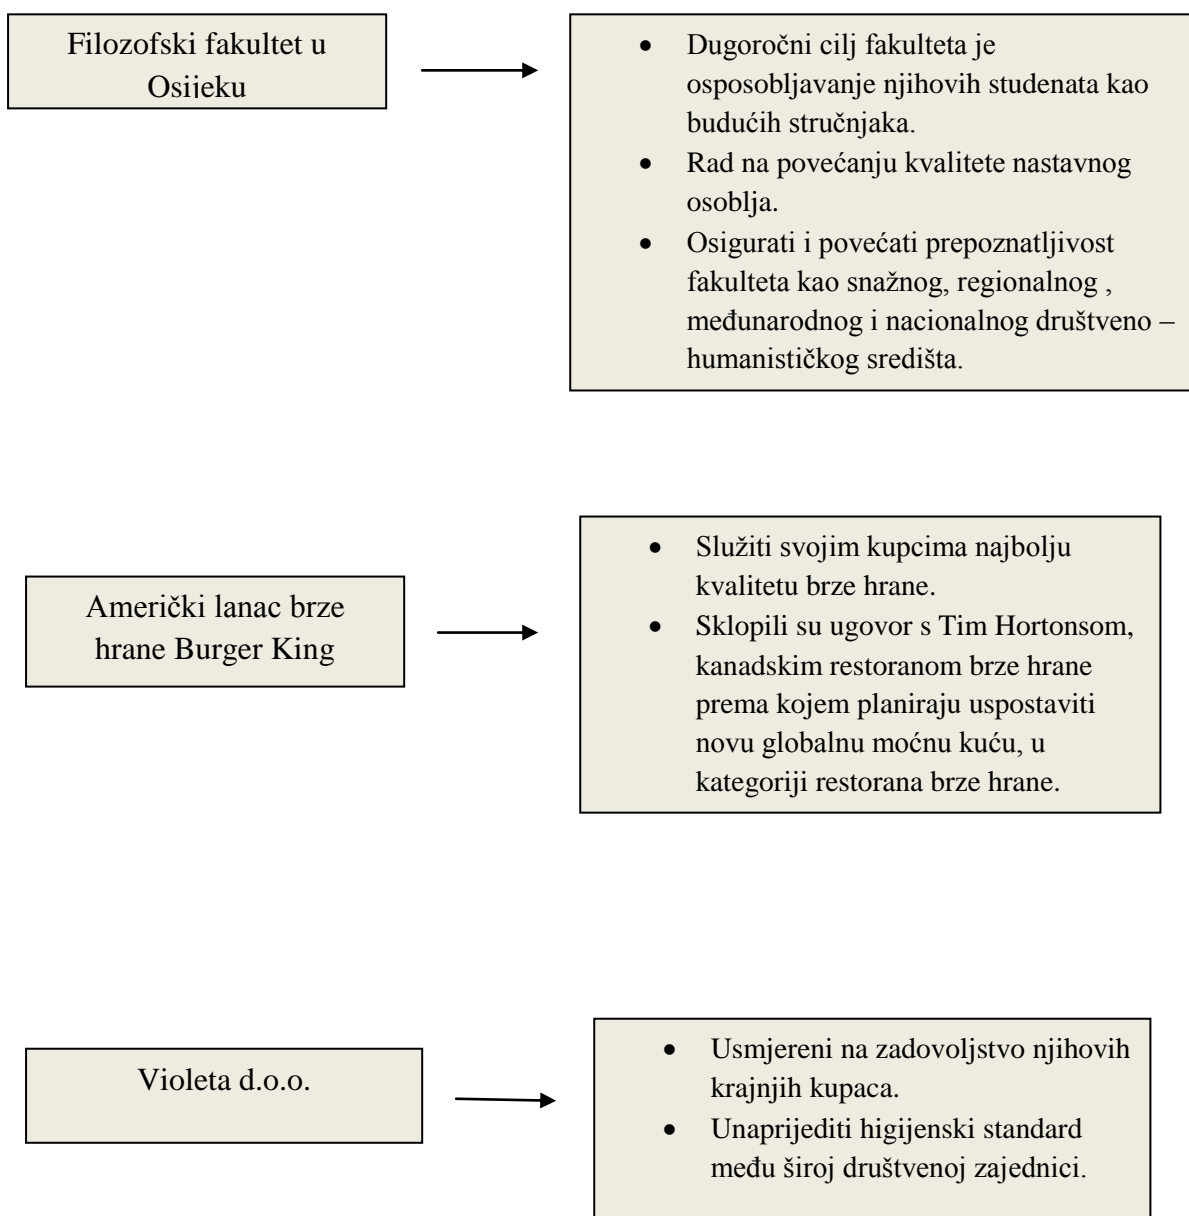 Filozofski fakultet u
Osijeku
• Dugoročni cilj fakulteta je
osposobljavanje njihovih studenata kao
budućih stručnjaka.
• Rad na povećanju kvalitete nastavnog
osoblja.
• Osigurati i povećati prepoznatljivost
fakulteta kao snažnog, regionalnog ,
međunarodnog i nacionalnog društveno –
humanističkog središta.
Amerıčki lanac brze
hrane Burger King
• Služiti svojim kupcima najbolju
kvalitetu brze hrane.
• Sklopili su ugovor s Tim Hortonsom,
kanadskim restoranom brze hrane
prema kojem planiraju uspostaviti
novu globalnu moćnu kuću, u
kategoriji restorana brze hrane.
Violeta d.o.o.
• Usmjereni na zadovoljstvo njihovih
krajnjih kupaca.
• Unaprijediti higijenski standard
među široj društvenoj zajednici.